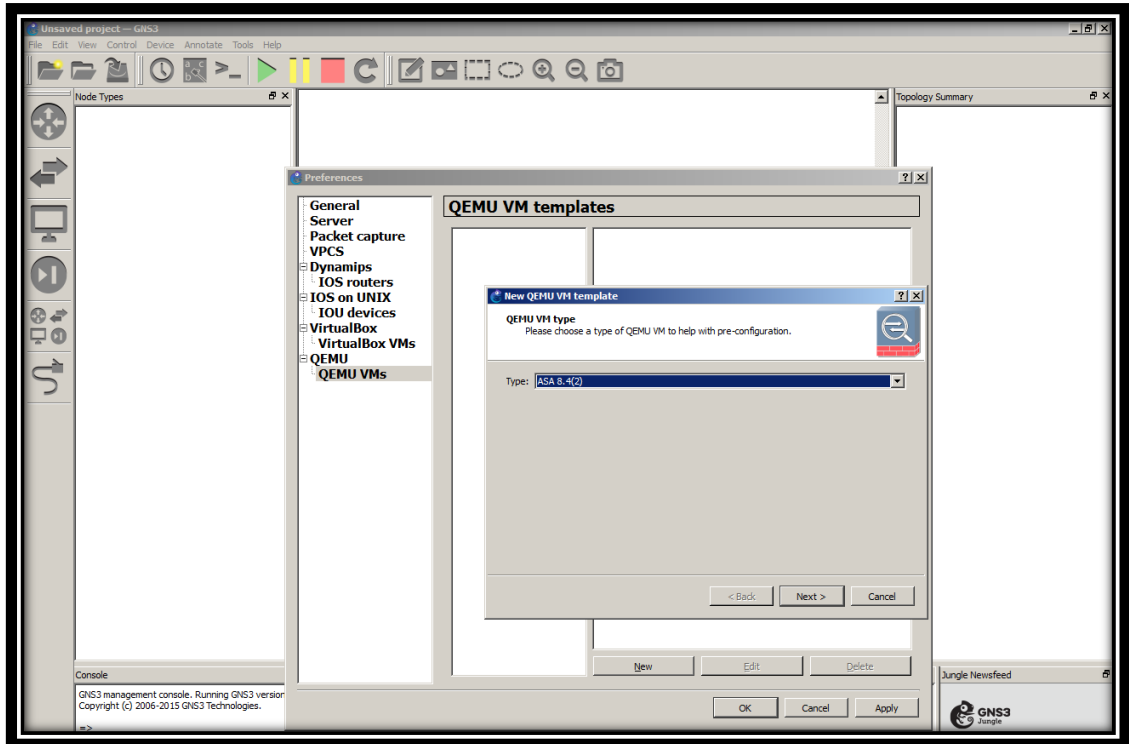 Unsaved project — GNS3
File Edit View Control Device Annotate Tools Help
Node Types
Topology Summary
Preferences
General
Server
Packet capture
VPCS
Dynamips
IOS routers
IOS on UNIX
IOU devices
VirtualBox
VirtualBox VMs
QEMU
QEMU VMs
QEMU VM templates
New QEMU VM template
QEMU VM type
Please choose a type of QEMU VM to help with pre-configuration.
Type: ASA 8.4(2)
< Back Next > Cancel
New Edit Delete
OK Cancel Apply
Console
GNS3 management console. Running GNS3 version
Copyright (c) 2006-2015 GNS3 Technologies.
=>
Jungle Newsfeed
GNS3
Jungle